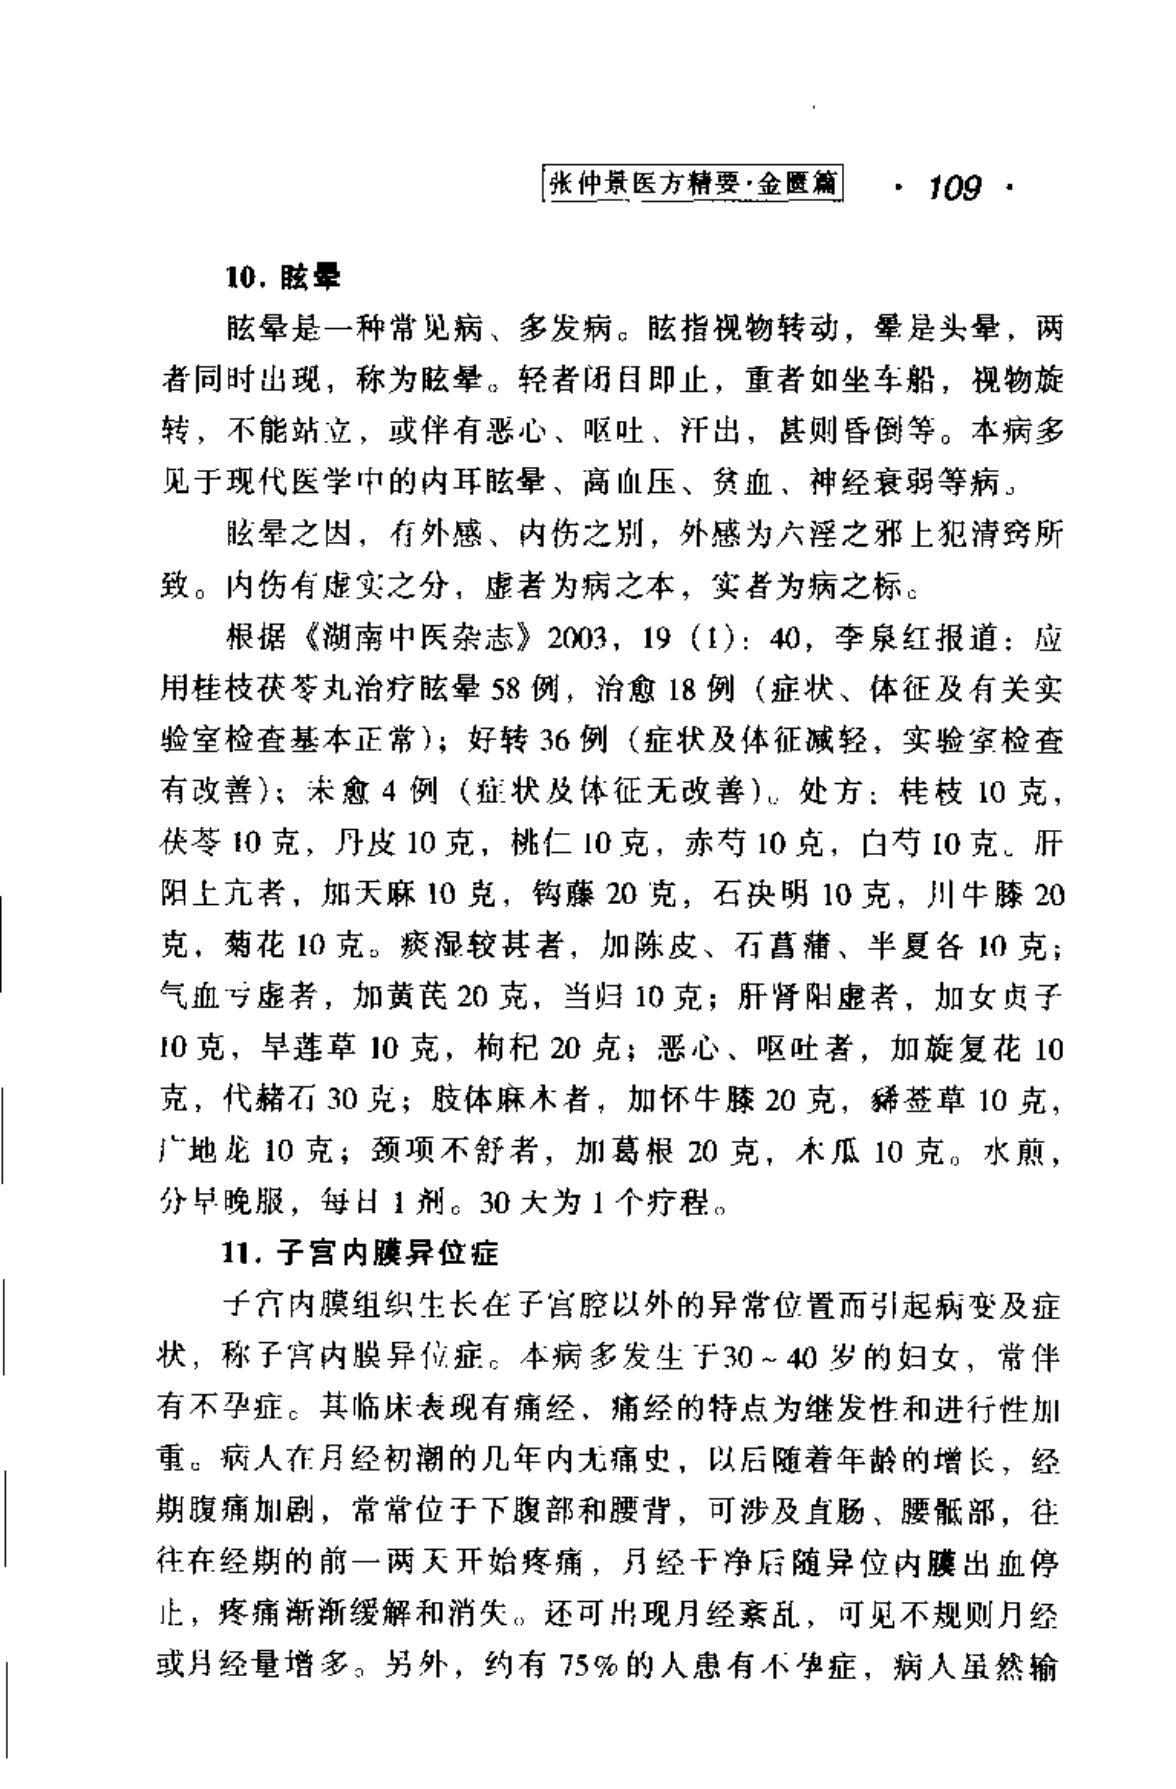 张仲景医方精要·金匮篇 · 109 ·
10. 眩晕
眩晕是一种常见病、多发病。眩指视物转动，晕是头晕，两
者同时出现，称为眩晕。轻者闭目即止，重者如坐车船，视物旋
转，不能站立，或伴有恶心、呕吐、汗出，甚则昏倒等。本病多
见于现代医学中的内耳眩晕、高血压、贫血、神经衰弱等病。
眩晕之因，有外感、内伤之别，外感为六淫之邪上犯清窍所
致。内伤有虚实之分，虚者为病之本，实者为病之标。
根据《湖南中医杂志》2003，19（1）：40，李泉红报道：应
用桂枝茯苓丸治疗眩晕 58 例，治愈 18 例（症状、体征及有关实
验室检查基本正常）；好转 36 例（症状及体征减轻，实验室检查
有改善）；未愈 4 例（症状及体征无改善）。处方：桂枝 10 克，
茯苓 10 克，丹皮 10 克，桃仁 10 克，赤芍 10 克，白芍 10 克。肝
阳上亢者，加天麻 10 克，钩藤 20 克，石决明 10 克，川牛膝 20
克，菊花 10 克。痰湿较甚者，加陈皮、石菖蒲、半夏各 10 克；
气血亏虚者，加黄芪 20 克，当归 10 克；肝肾阳虚者，加女贞子
10 克，旱莲草 10 克，枸杞 20 克；恶心、呕吐者，加旋复花 10
克，代赭石 30 克；肢体麻木者，加怀牛膝 20 克，豨莶草 10 克，
广地龙 10 克；颈项不舒者，加葛根 20 克，木瓜 10 克。水煎，
分早晚服，每日 1 剂。30 天为 1 个疗程。
11. 子宫内膜异位症
子宫内膜组织生长在子宫腔以外的异常位置而引起病变及症
状，称子宫内膜异位症。本病多发生于30～40 岁的妇女，常伴
有不孕症。其临床表现有痛经，痛经的特点为继发性和进行性加
重。病人在月经初潮的几年内无痛史，以后随着年龄的增长，经
期腹痛加剧，常常位于下腹部和腰背，可涉及直肠、腰骶部，往
往在经期的前一两天开始疼痛，月经干净后随异位内膜出血停
止，疼痛渐渐缓解和消失。还可出现月经紊乱，可见不规则月经
或月经量增多。另外，约有 75%的人患有不孕症，病人虽然输